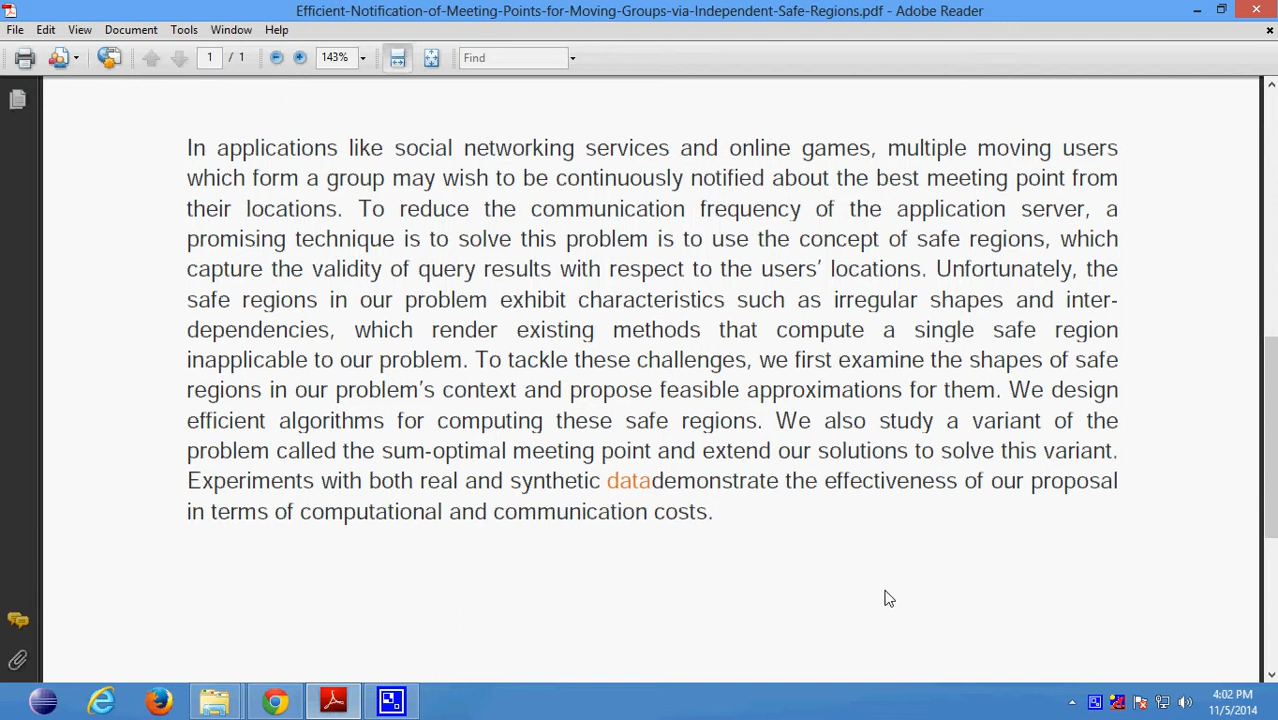 Efficient-Notification-of-Meeting-Points-for-Moving-Groups-via-Independent-Safe-Regions.pdf - Adobe Reader
File Edit View Document Tools Window Help
1 / 1 143% Find
In applications like social networking services and online games, multiple moving users
which form a group may wish to be continuously notified about the best meeting point from
their locations. To reduce the communication frequency of the application server, a
promising technique is to solve this problem is to use the concept of safe regions, which
capture the validity of query results with respect to the users’ locations. Unfortunately, the
safe regions in our problem exhibit characteristics such as irregular shapes and inter-
dependencies, which render existing methods that compute a single safe region
inapplicable to our problem. To tackle these challenges, we first examine the shapes of safe
regions in our problem’s context and propose feasible approximations for them. We design
efficient algorithms for computing these safe regions. We also study a variant of the
problem called the sum-optimal meeting point and extend our solutions to solve this variant.
Experiments with both real and synthetic datademonstrate the effectiveness of our proposal
in terms of computational and communication costs.
4:02 PM
11/5/2014